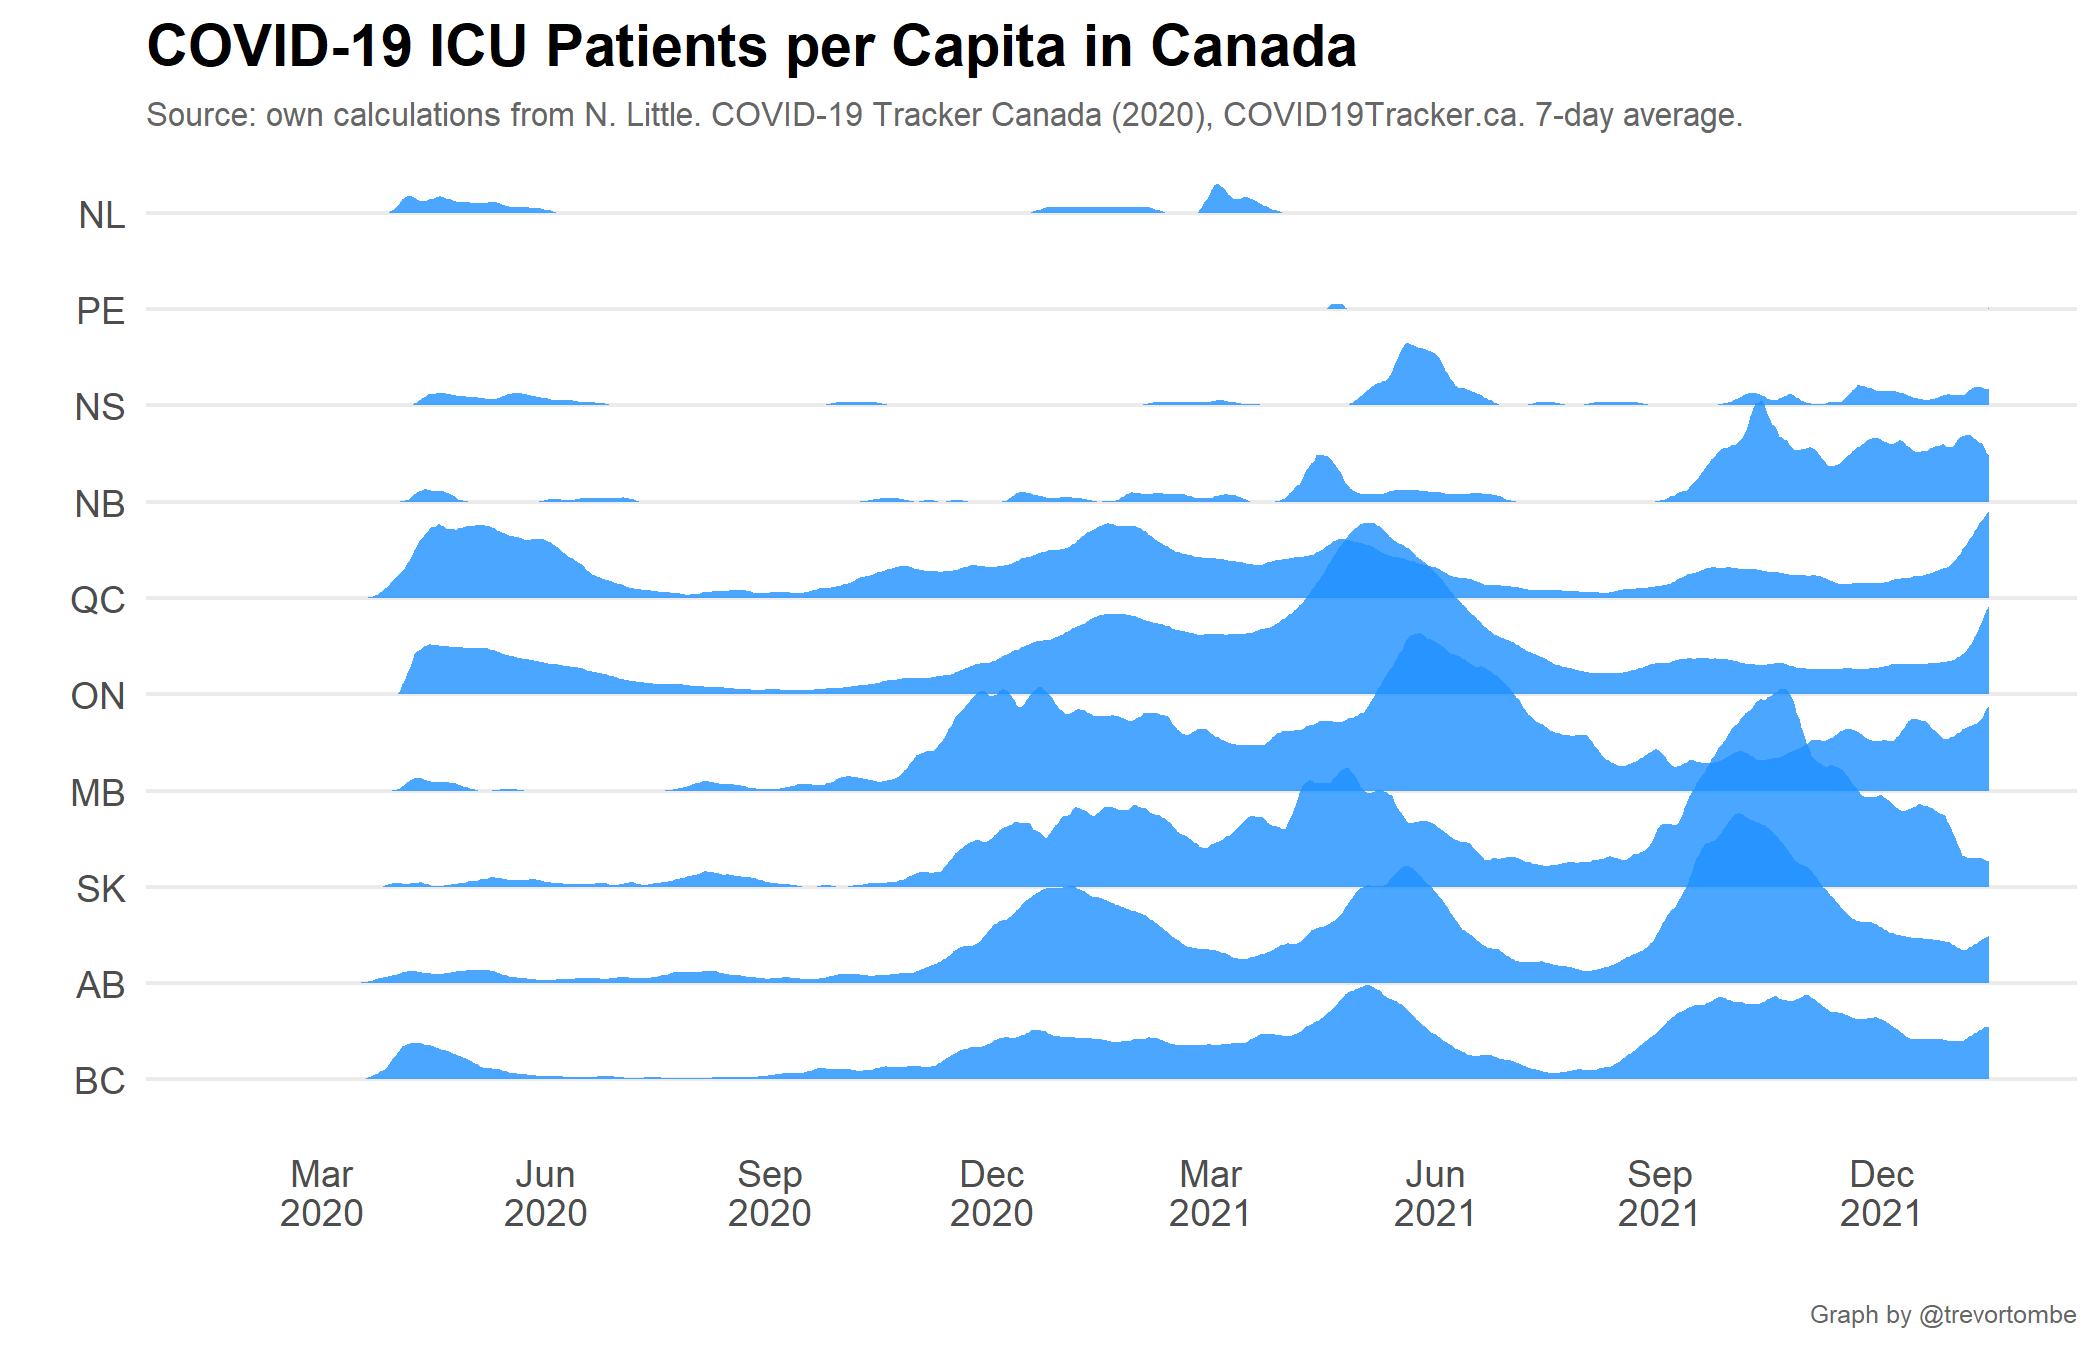 COVID-19 ICU Patients per Capita in Canada
Source: own calculations from N. Little. COVID-19 Tracker Canada (2020), COVID19Tracker.ca. 7-day average.
NL
PE
NS
NB
QC
ON
MB
SK
AB
BC
Mar Jun Sep Dec Mar Jun Sep Dec
2020 2020 2020 2020 2021 2021 2021 2021
Graph by @trevortombe